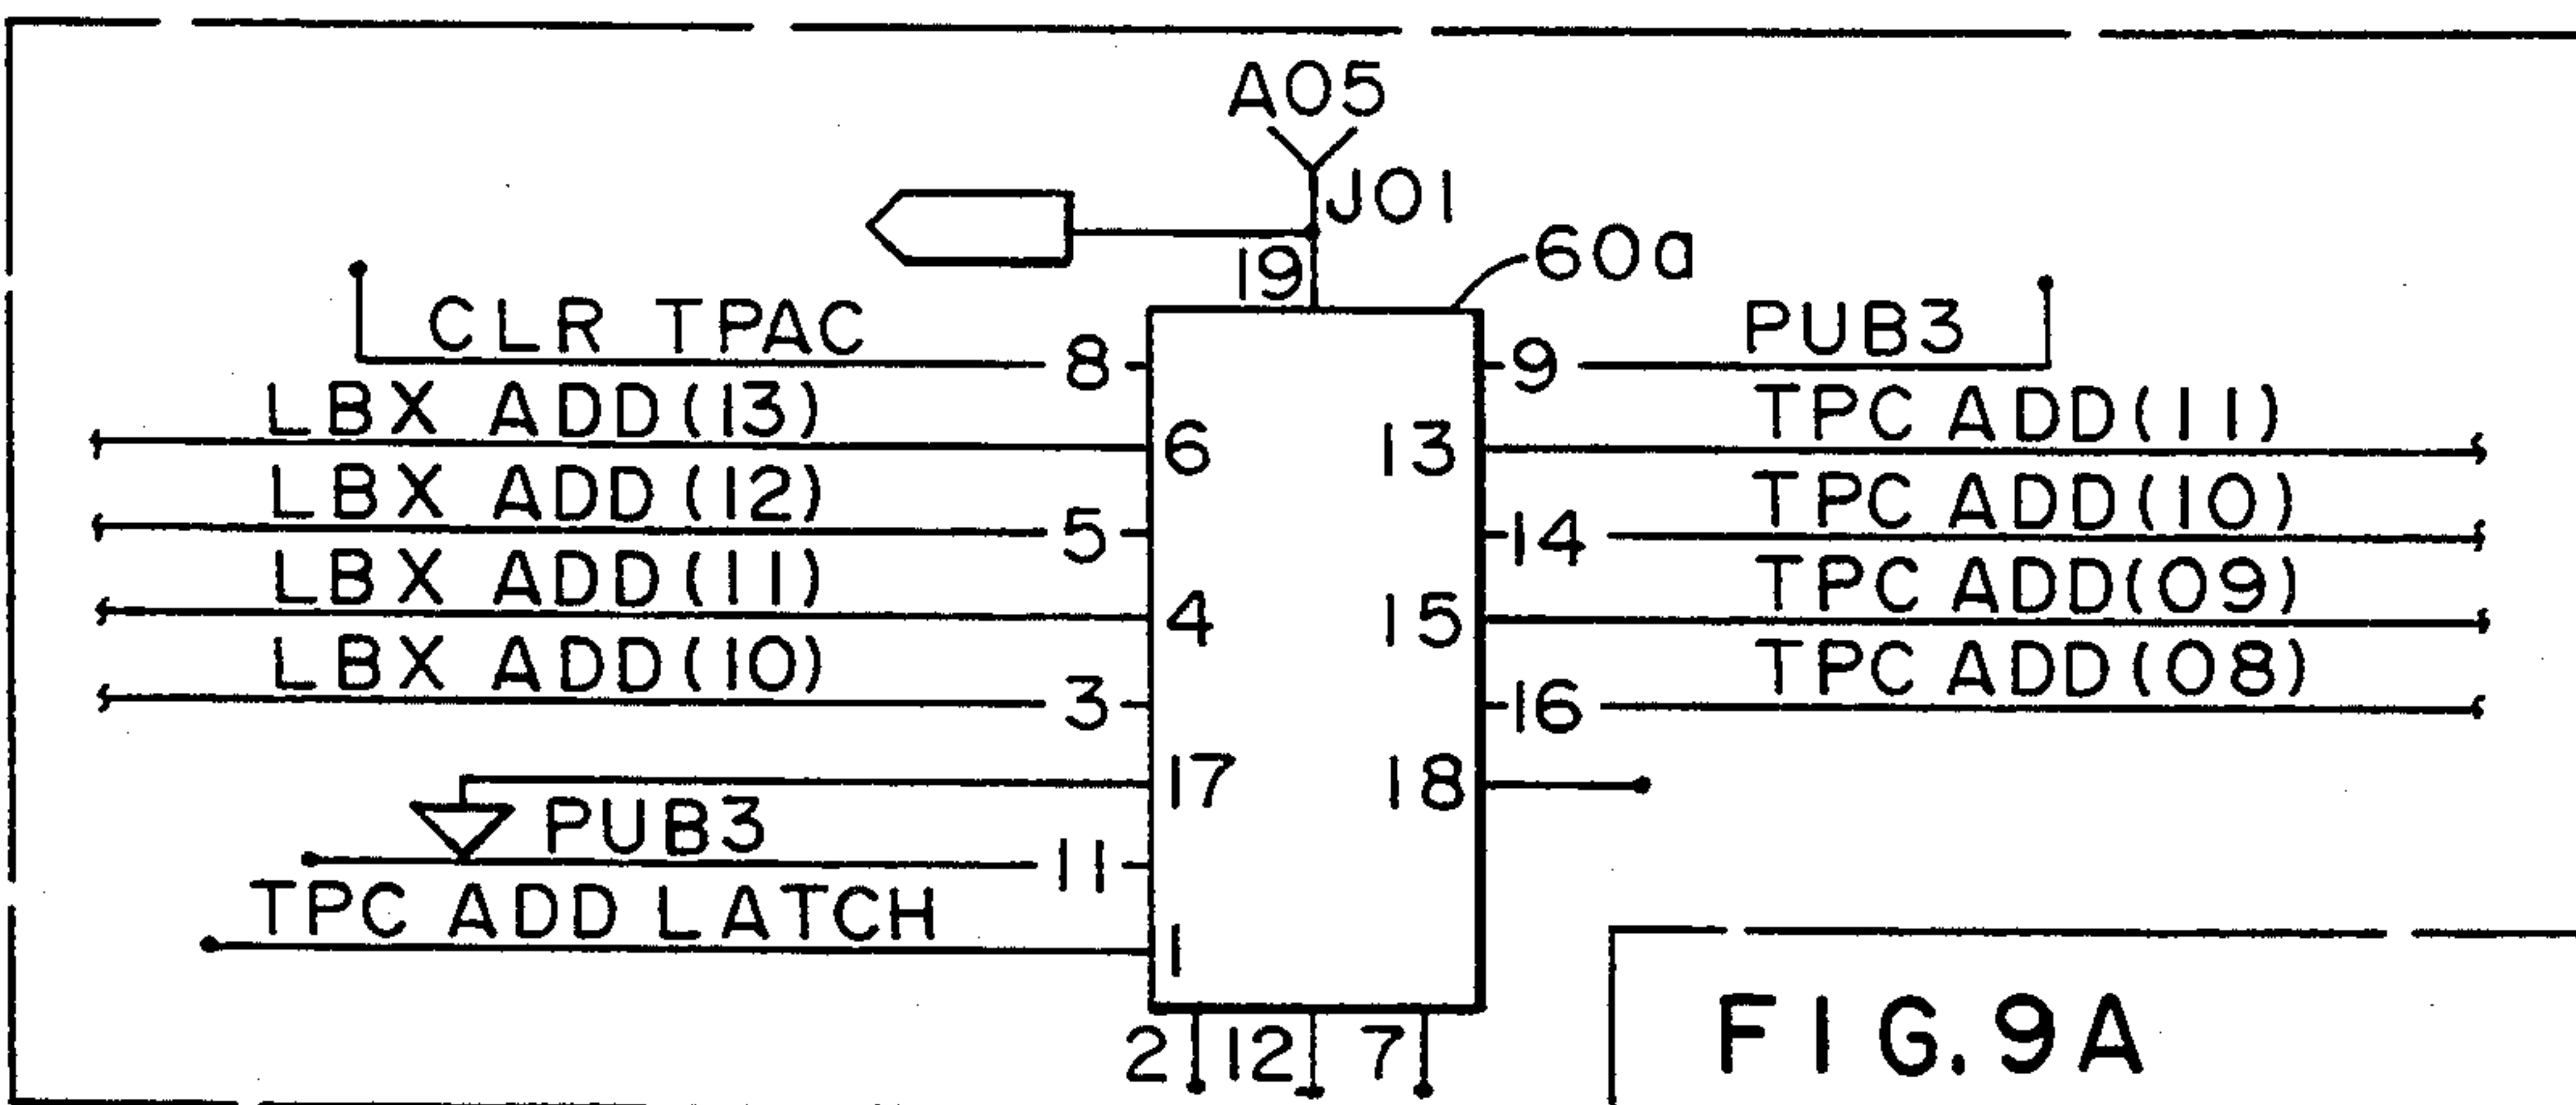 A05
J01
19
60a
CLR TPAC 8
9 PUB3
LBX ADD(13) 6
13 TPC ADD(11)
LBX ADD(12) 5
14 TPC ADD(10)
LBX ADD(11) 4
15 TPC ADD(09)
LBX ADD(10) 3
16 TPC ADD(08)
17
18
PUB3 11
TPC ADD LATCH 1
2 12 7
FIG. 9A